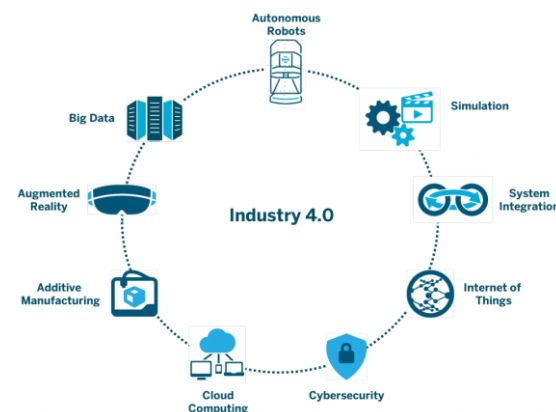 Autonomous
Robots
Simulation
Big Data
System
Integration
Augmented
Reality
Industry 4.0
Additive
Manufacturing
Internet of
Things
Cloud
Computing
Cybersecurity